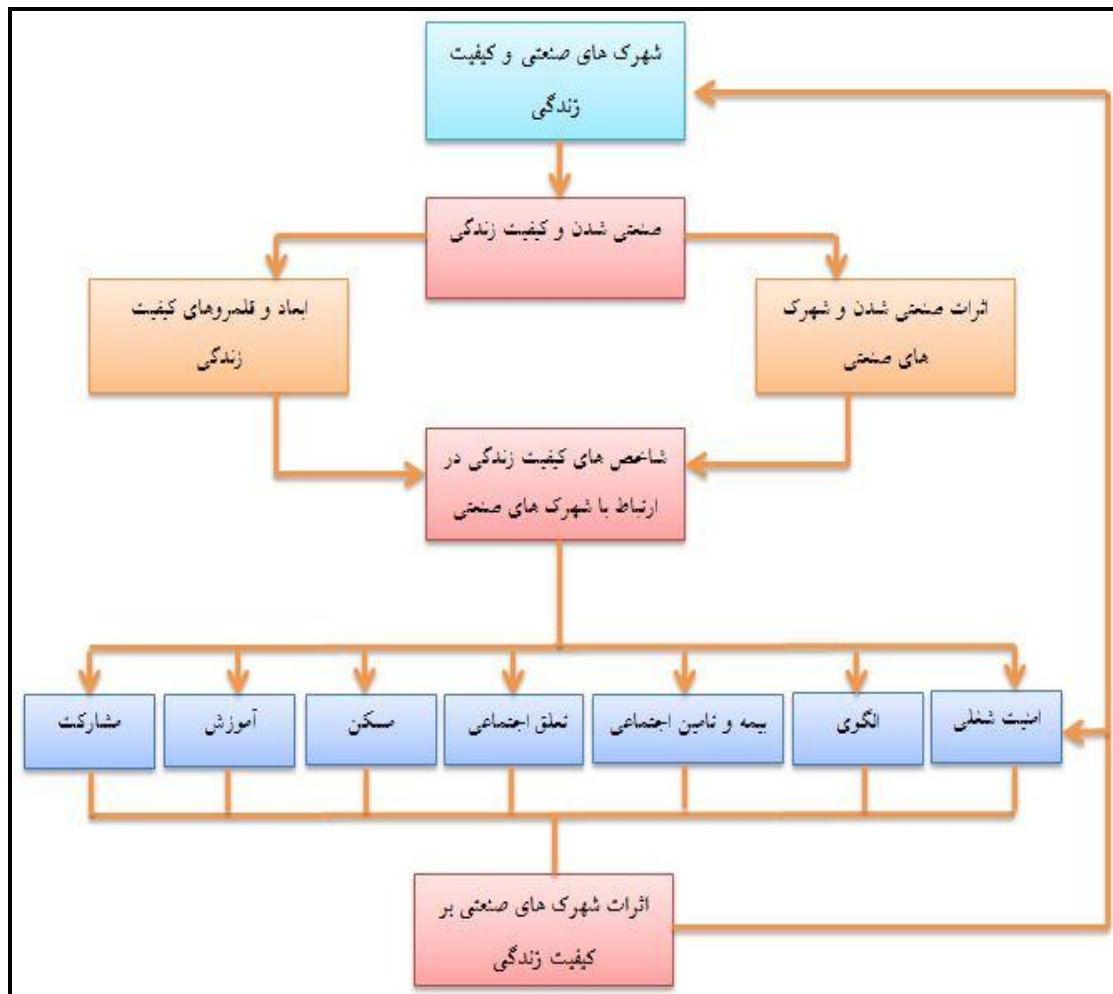 شهرک های صنعتی و کیفیت
زندگی
صنعتی شدن و کیفیت زندگی
اثرات صنعتی شدن و شهرک
های صنعتی
ابعاد و قلمروهای کیفیت
زندگی
شاخص های کیفیت زندگی در
ارتباط با شهرک های صنعتی
امنیت شغلی
الگوی
بیمه و تامین اجتماعی
تعلق اجتماعی
مسکن
آموزش
مشارکت
اثرات شهرک های صنعتی بر
کیفیت زندگی